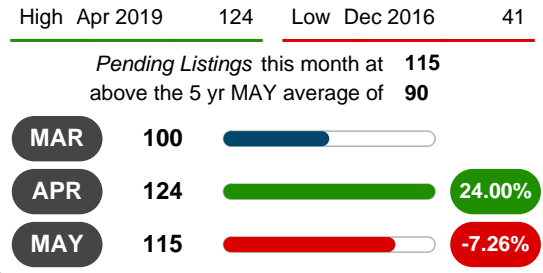 High Apr 2019 124 Low Dec 2016 41
Pending Listings this month at 115
above the 5 yr MAY average of 90
MAR 100
APR 124 24.00%
MAY 115 -7.26%